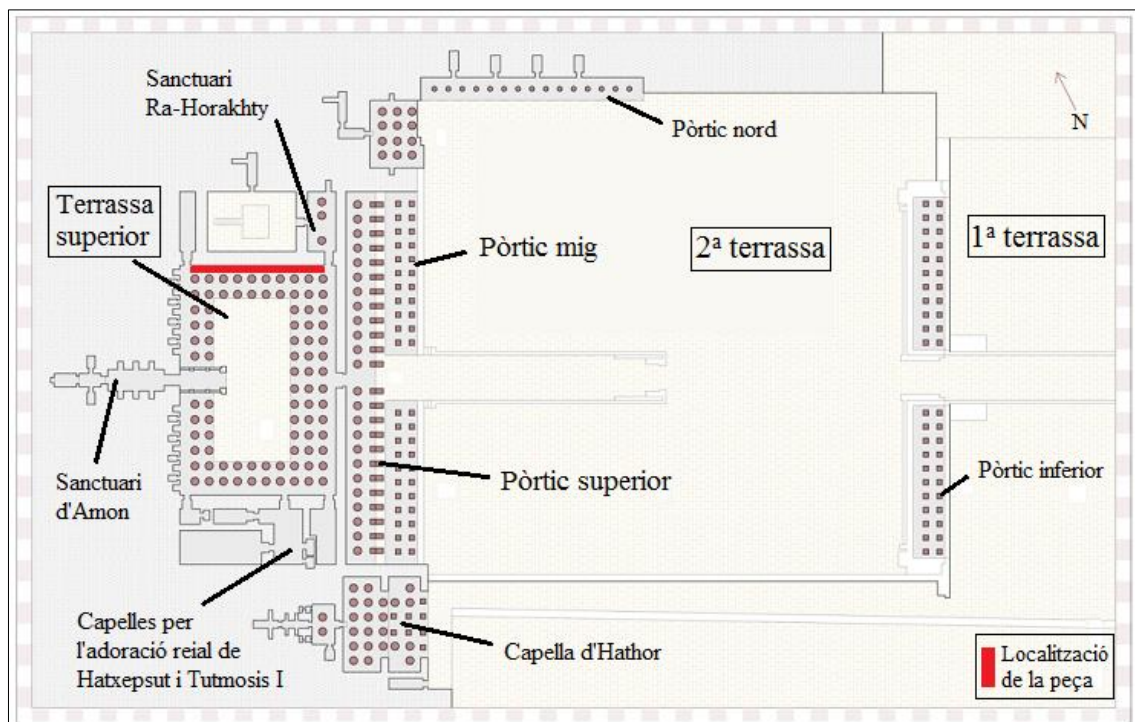 Sanctuari
Ra-Horakhty
Pòrtic nord
N
Terrassa
superior
Pòrtic mig
2ª terrassa
1ª terrassa
Sanctuari
d'Amon
Pòrtic superior
Pòrtic inferior
Capelles per
l'adoració reial de
Hatxepsut i Tutmosis I
Capella d'Hathor
Localització
de la peça